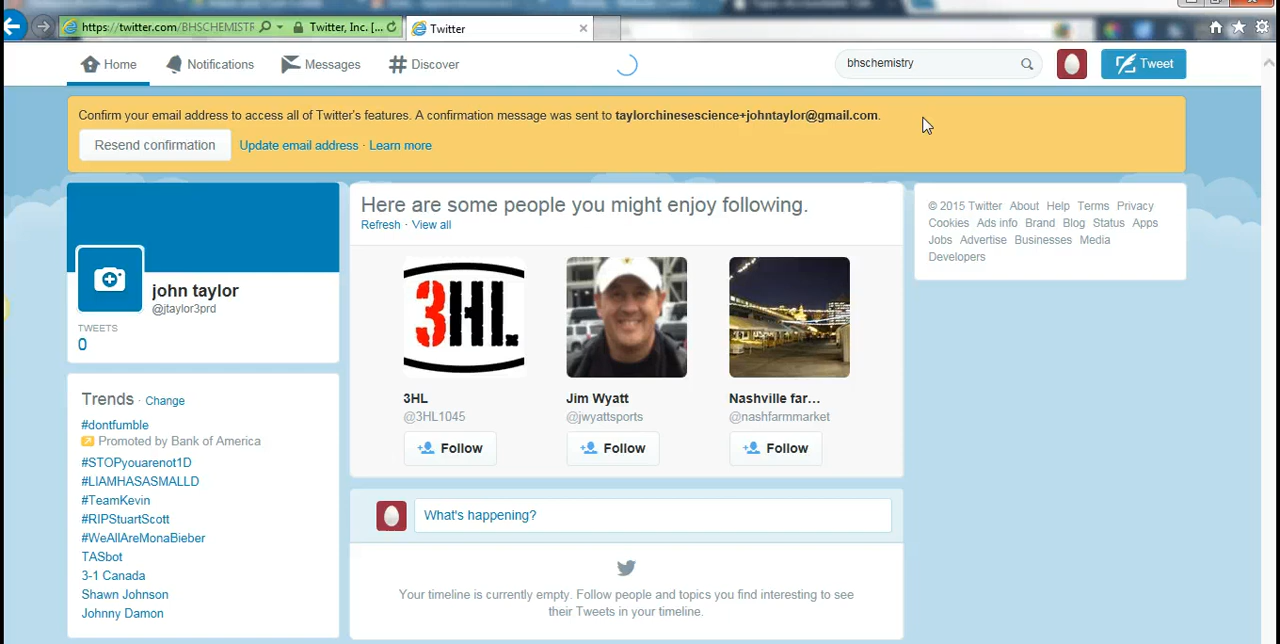 https://twitter.com/BHSCHEMISTR
Twitter, Inc. [...
Twitter
Home
Notifications
Messages
Discover
bhschemistry
Tweet
Confirm your email address to access all of Twitter's features. A confirmation message was sent to taylorchinesescience+johntaylor@gmail.com.
Resend confirmation
Update email address · Learn more
john taylor
@jtaylor3prd
TWEETS
0
Trends · Change
#dontfumble
Promoted by Bank of America
#STOPyouarenot1D
#LIAMHASASMALLD
#TeamKevin
#RIPStuartScott
#WeAllAreMonaBieber
TASbot
3-1 Canada
Shawn Johnson
Johnny Damon
Here are some people you might enjoy following.
Refresh · View all
3HL
3HL
@3HL1045
Follow
Jim Wyatt
@jwyattsports
Follow
Nashville far...
@nashfarmmarket
Follow
What's happening?
Your timeline is currently empty. Follow people and topics you find interesting to see
their Tweets in your timeline.
© 2015 Twitter About Help Terms Privacy
Cookies Ads info Brand Blog Status Apps
Jobs Advertise Businesses Media
Developers